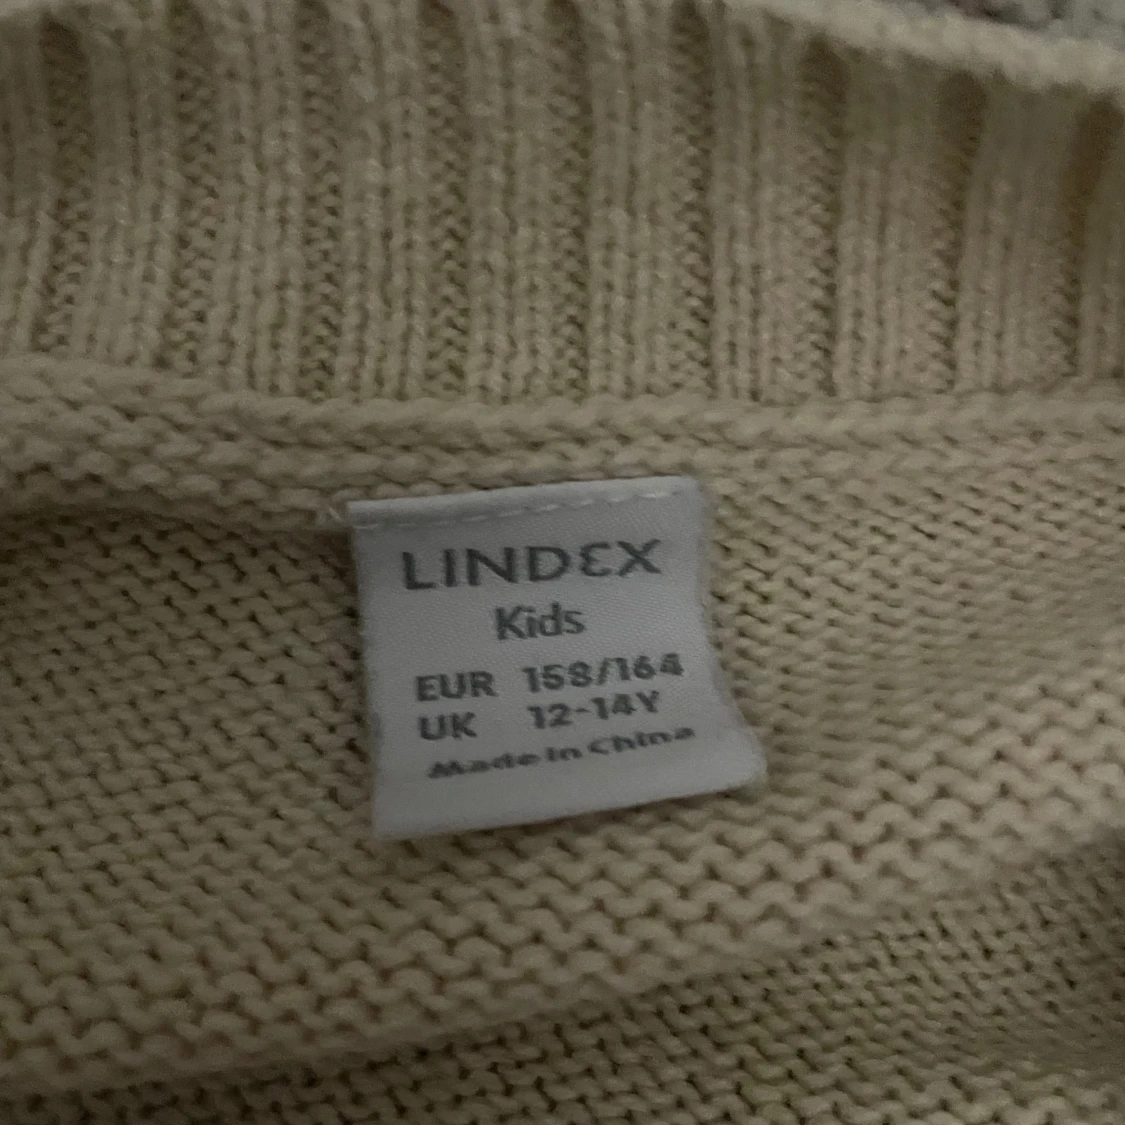 LINDEX
Kids
EUR 158/164
UK 12-14Y
Made in China